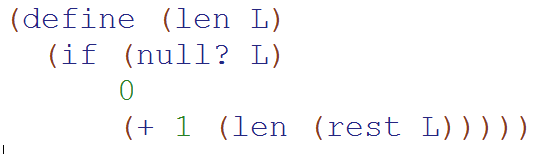 (define (len L)
  (if (null? L)
      0
      (+ 1 (len (rest L)))))